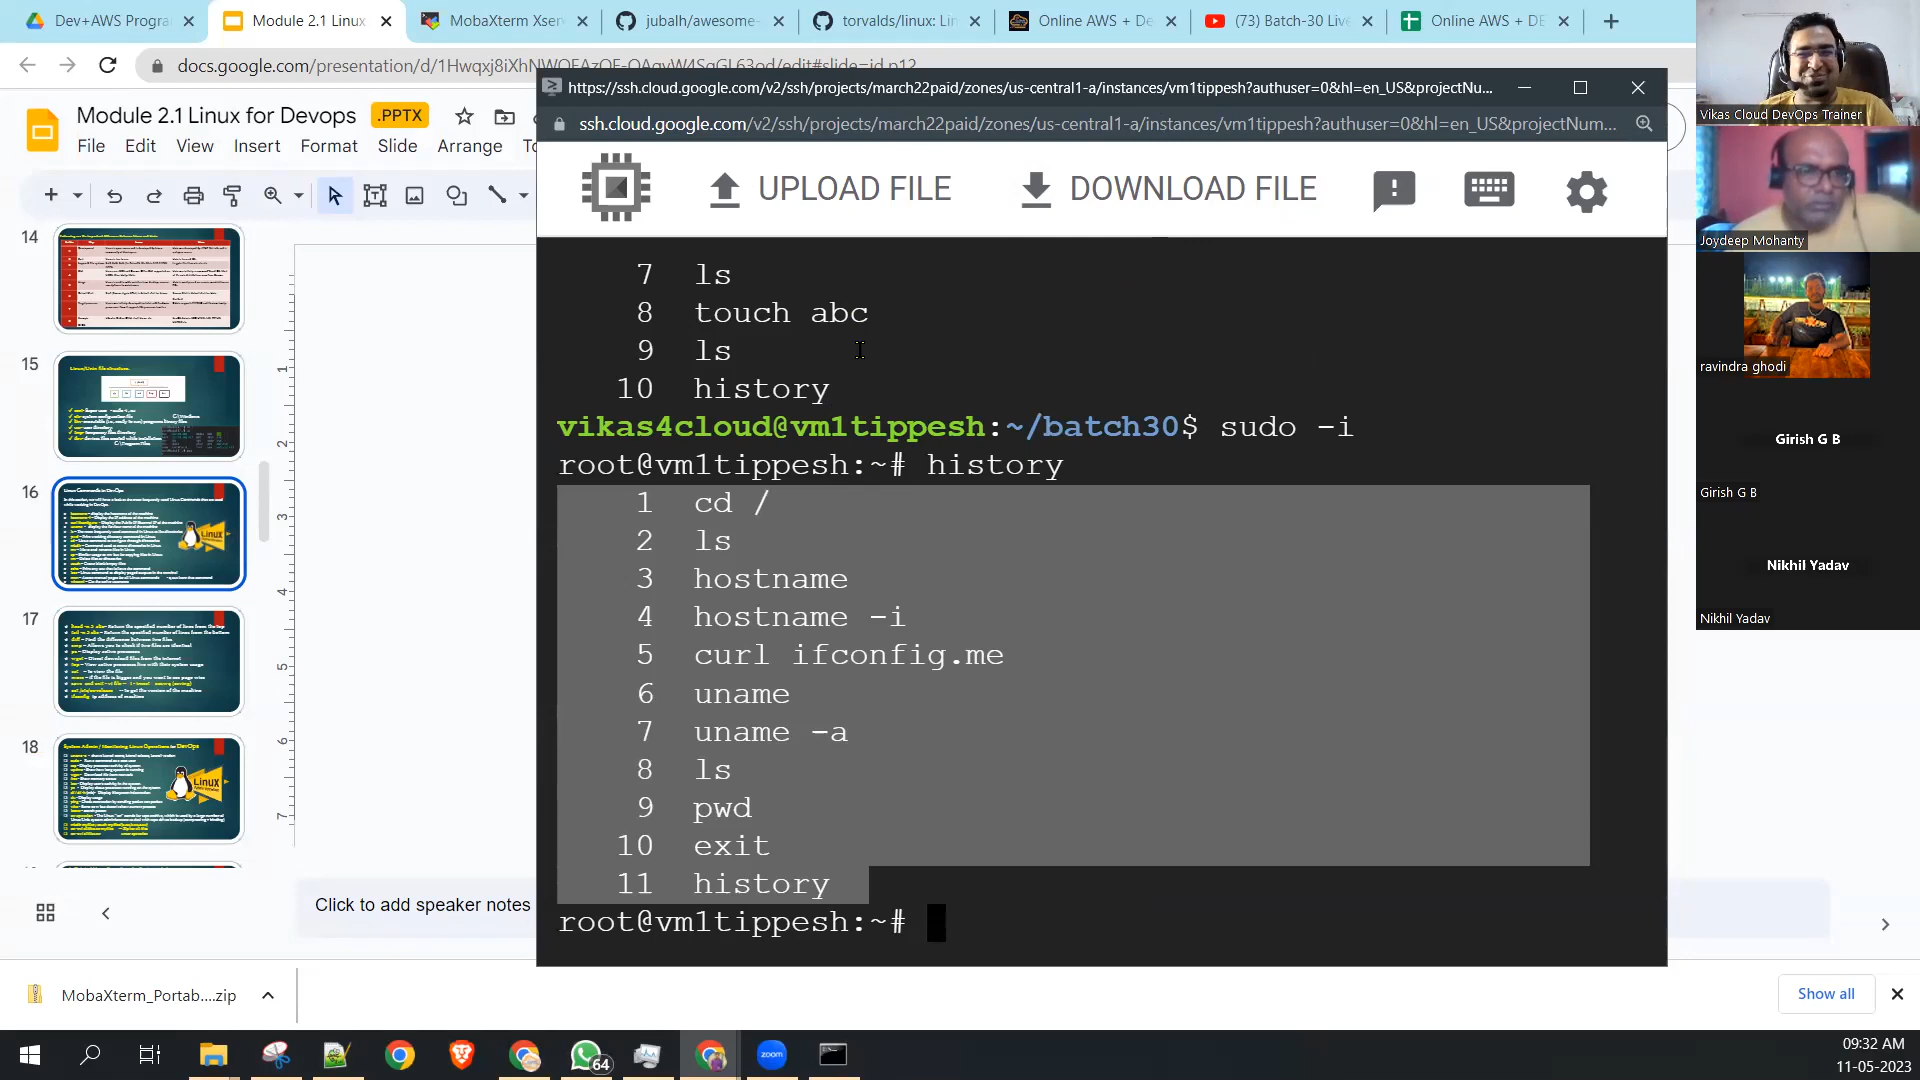 Dev+AWS Progra
Module 2.1 Linux
MobaXterm Xser
jubalh/awesome-
torvalds/linux: Li
Online AWS + De
(73) Batch-30 Liv
Online AWS + DE
docs.google.com/presentation/d/
Module 2.1 Linux for Devops
.PPTX
File Edit View Insert Format Slide Arrange
https://ssh.cloud.google.com/v2/ssh/projects/march22paid/zones/us-central1-a/instances/vm1tippesh?authuser=0&hl=en_US&projectNu...
ssh.cloud.google.com/v2/ssh/projects/march22paid/zones/us-central1-a/instances/vm1tippesh?authuser=0&hl=en_US&projectNum...
UPLOAD FILE
DOWNLOAD FILE
7 ls
8 touch abc
9 ls
10 history
vikas4cloud@vm1tippesh:~/batch30$ sudo -i
root@vm1tippesh:~# history
1 cd /
2 ls
3 hostname
4 hostname -i
5 curl ifconfig.me
6 uname
7 uname -a
8 ls
9 pwd
10 exit
11 history
root@vm1tippesh:~#
14
15
16
17
18
Linux Commands in DevOps
Click to add speaker notes
Vikas Cloud DevOps Trainer
Joydeep Mohanty
ravindra ghodi
Girish G B
Girish G B
Nikhil Yadav
Nikhil Yadav
MobaXterm_Portab....zip
Show all
64
zoom
09:32 AM
11-05-2023